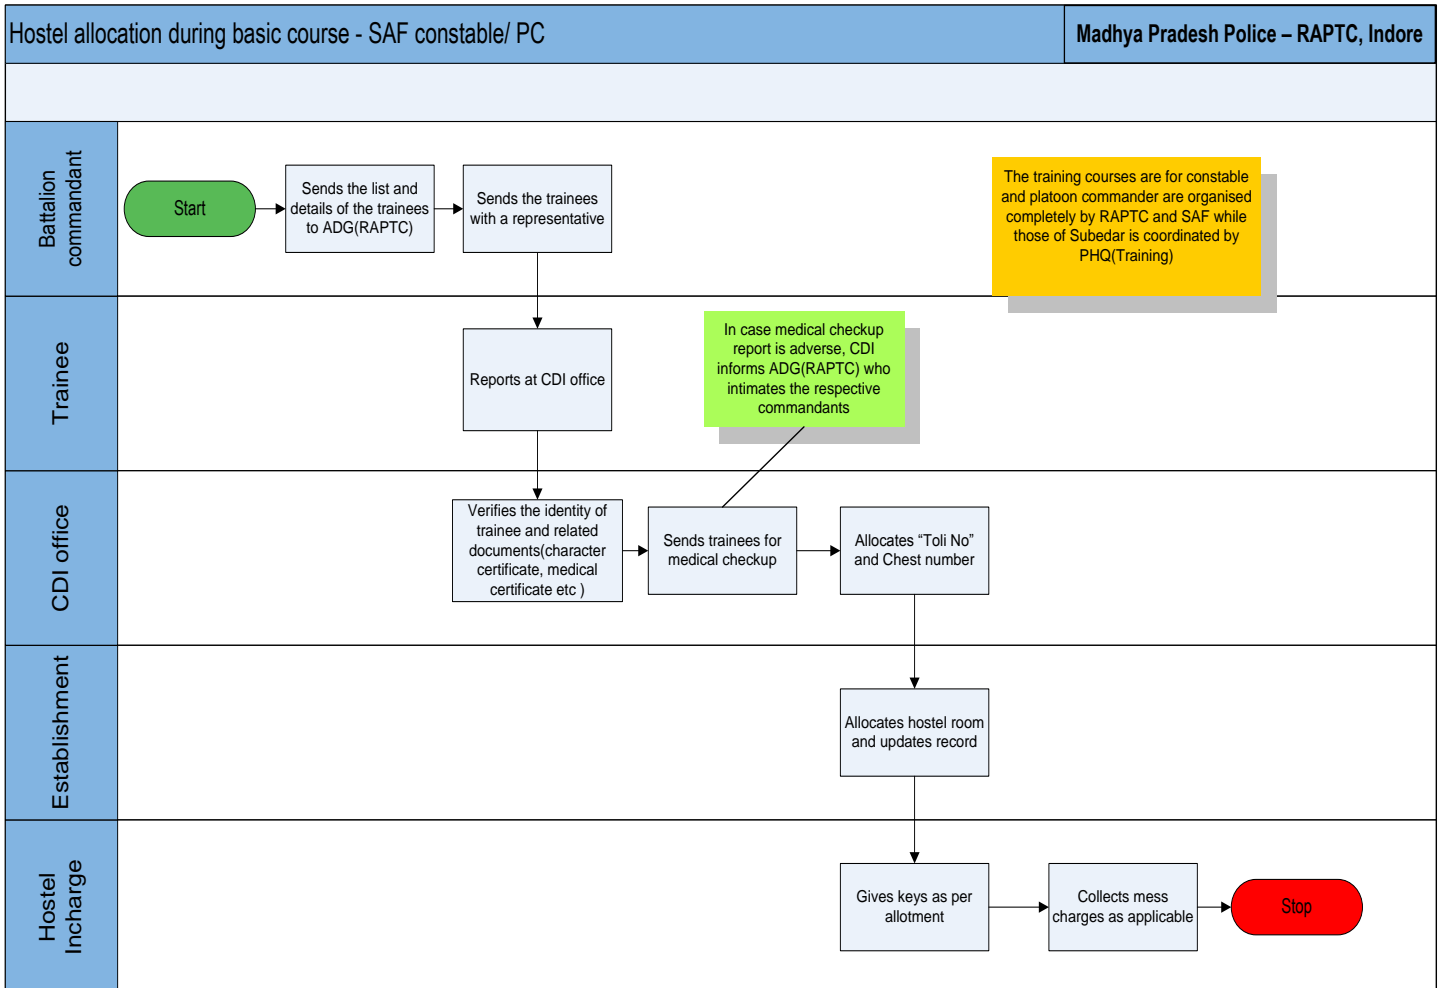 Hostel allocation during basic course - SAF constable/ PC
Madhya Pradesh Police – RAPTC, Indore
Battalion
commandant
Start
Sends the list and
details of the trainees
to ADG(RAPTC)
Sends the trainees
with a representative
The training courses are for constable
and platoon commander are organised
completely by RAPTC and SAF while
those of Subedar is coordinated by
PHQ(Training)
Trainee
Reports at CDI office
In case medical checkup
report is adverse, CDI
informs ADG(RAPTC) who
intimates the respective
commandants
CDI office
Verifies the identity of
trainee and related
documents(character
certificate, medical
certificate etc )
Sends trainees for
medical checkup
Allocates “Toli No”
and Chest number
Establishment
Allocates hostel room
and updates record
Hostel
Incharge
Gives keys as per
allotment
Collects mess
charges as applicable
Stop